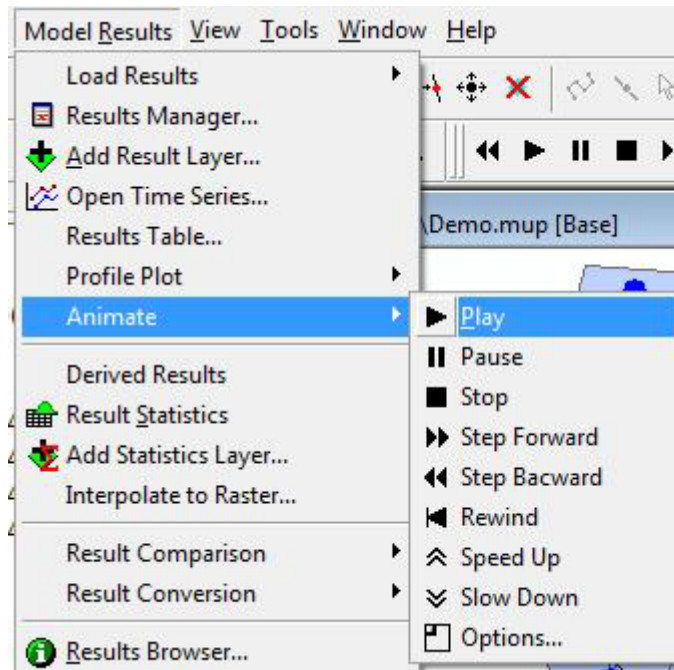 Model Results View Tools Window Help
Load Results
Results Manager...
Add Result Layer...
Open Time Series...
\Demo.mup [Base]
Results Table...
Profile Plot
Animate
Play
Pause
Stop
Step Forward
Step Bacward
Rewind
Speed Up
Slow Down
Options...
Derived Results
Result Statistics
Add Statistics Layer...
Interpolate to Raster...
Result Comparison
Result Conversion
Results Browser...